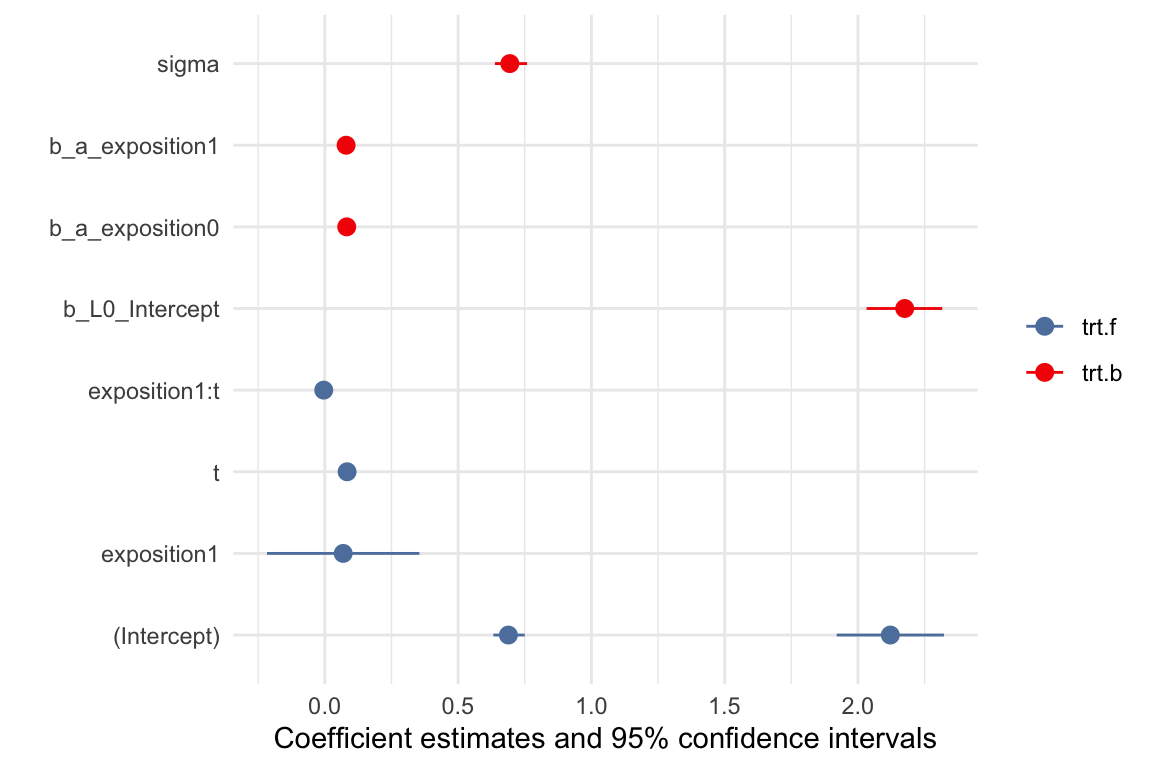 sigma
b_a_exposition1
b_a_exposition0
b_L0_Intercept
exposition1:t
t
exposition1
(Intercept)
0.0 0.5 1.0 1.5 2.0
Coefficient estimates and 95% confidence intervals
trt.f
trt.b